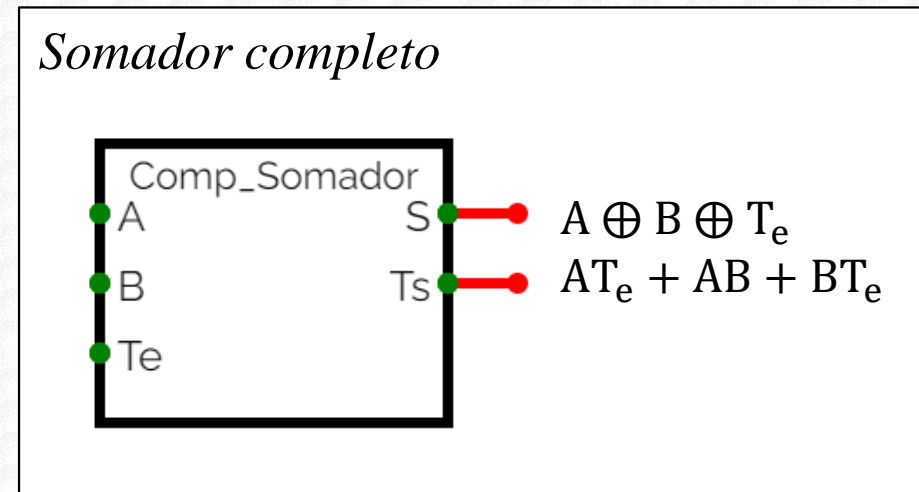 Somador completo
Comp_Somador
A
S
A ⊕ B ⊕ Tₑ
B
Ts
ATₑ + AB + BTₑ
Te